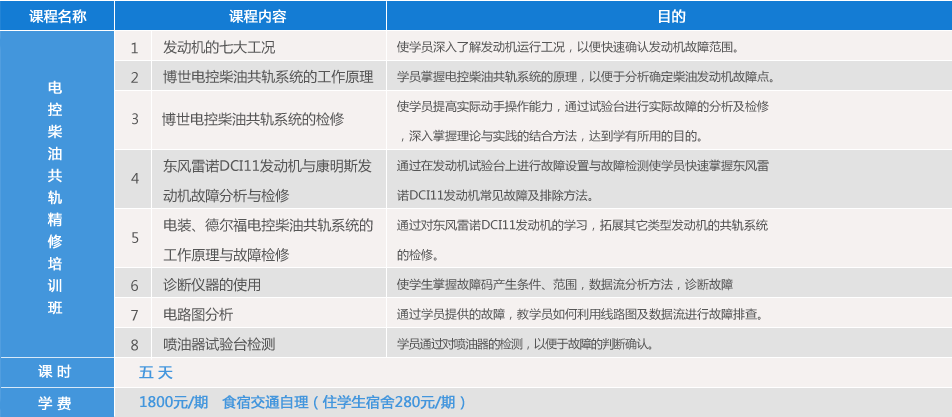 课程名称 课程内容 目的
电控柴油共轨精修培训班
1 发动机的七大工况 使学员深入了解发动机运行工况，以便快速确认发动机故障范围。
2 博世电控柴油共轨系统的工作原理 学员掌握电控柴油共轨系统的原理，以便于分析确定柴油发动机故障点。
3 博世电控柴油共轨系统的检修 使学员提高实际动手操作能力，通过试验台进行实际故障的分析及检修
，深入掌握理论与实践的结合方法，达到学有所用的目的。
4 东风雷诺DCI11发动机与康明斯发 通过在发动机试验台上进行故障设置与故障检测使学员快速掌握东风雷
动机故障分析与检修 诺DCI11发动机常见故障及排除方法。
5 电装、德尔福电控柴油共轨系统的 通过对东风雷诺DCI11发动机的学习，拓展其它类型发动机的共轨系统
工作原理与故障检修 的检修。
6 诊断仪器的使用 使学生掌握故障码产生条件、范围，数据流分析方法，诊断故障
7 电路图分析 通过学员提供的故障，教学员如何利用线路图及数据流进行故障排查。
8 喷油器试验台检测 学员通过对喷油器的检测，以便于故障的判断确认。
课 时 五 天
学 费 1800元/期 食宿交通自理（住学生宿舍280元/期）